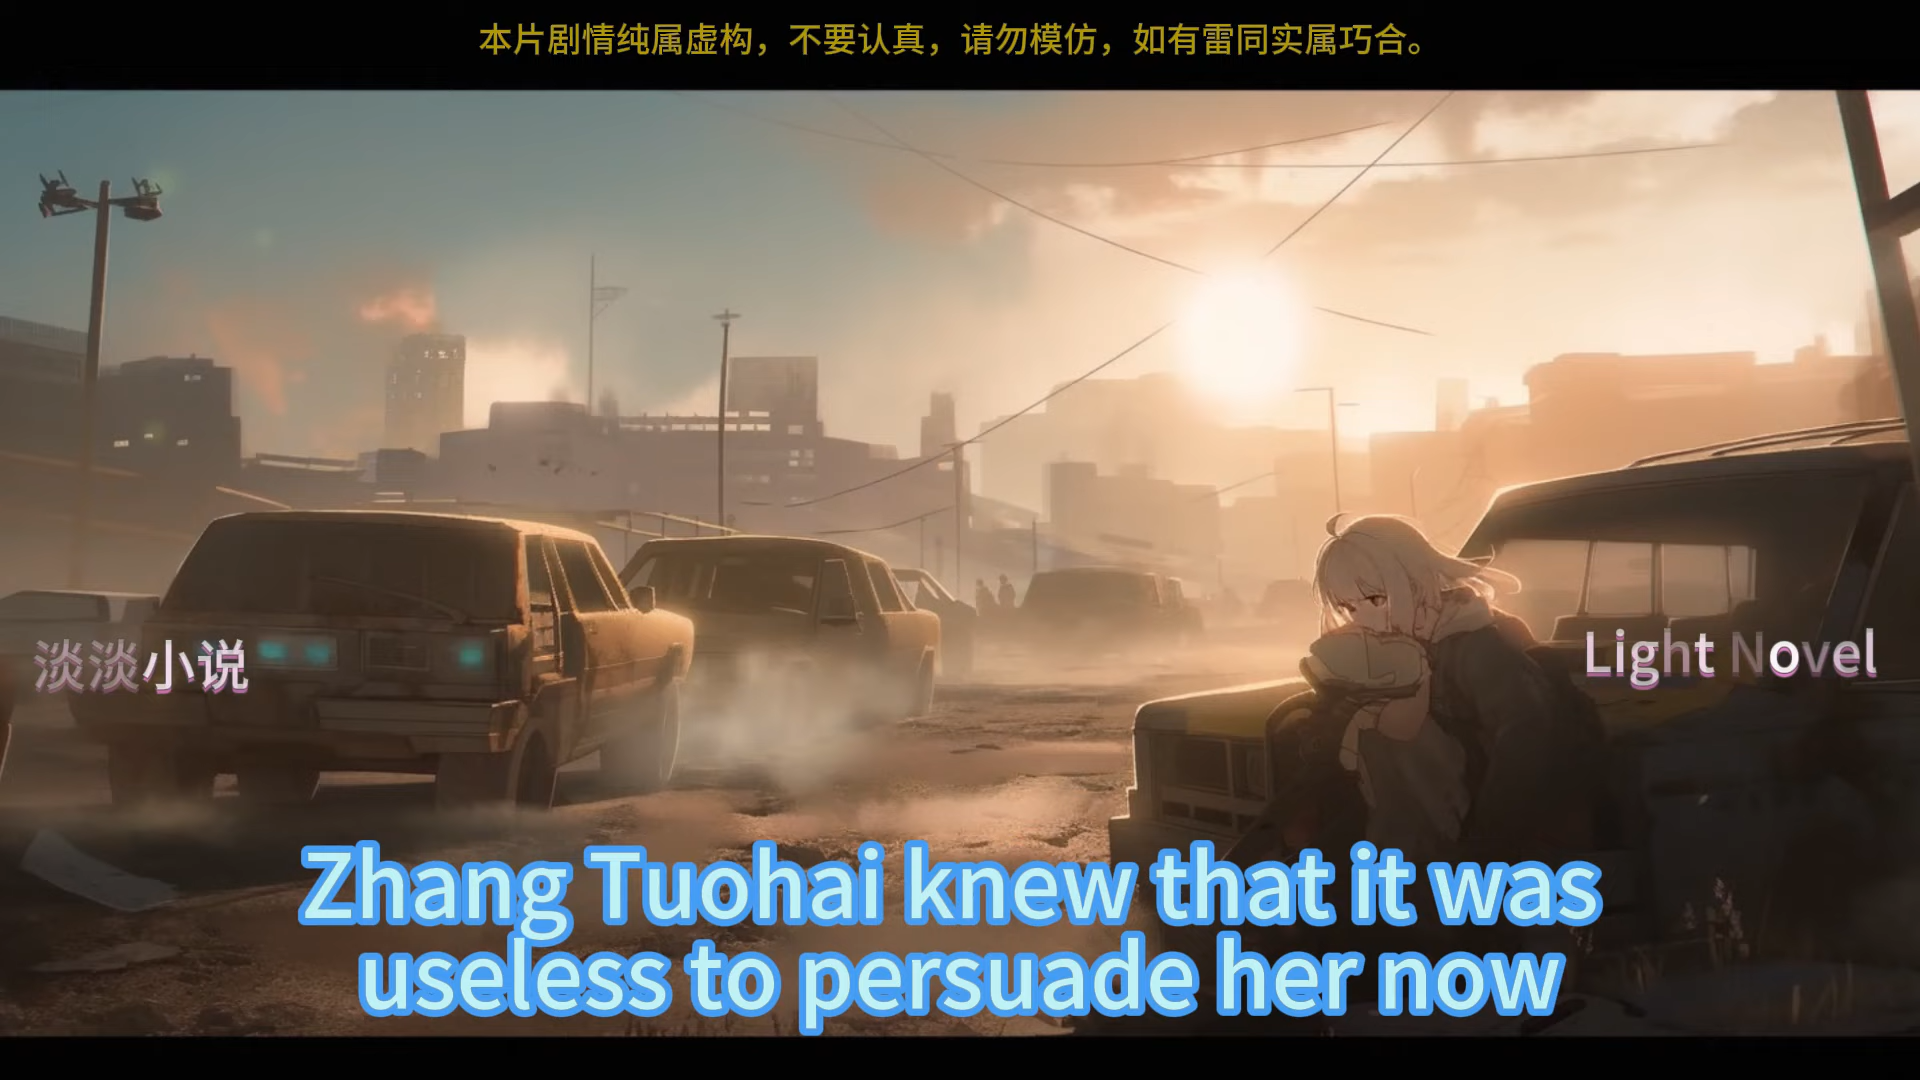 本片剧情纯属虚构，不要认真，请勿模仿，如有雷同实属巧合。
淡淡小说
Light Novel
Zhang Tuohai knew that it was
useless to persuade her now